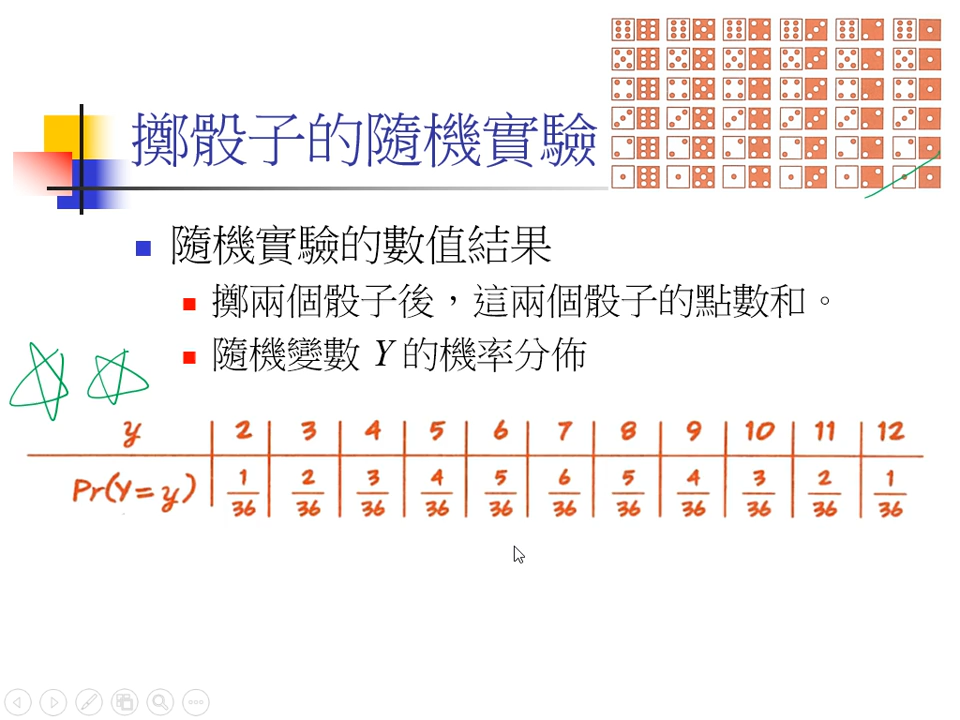 擲骰子的隨機實驗
隨機實驗的數值結果
擲兩個骰子後，這兩個骰子的點數和。
隨機變數 Y 的機率分佈
y 2 3 4 5 6 7 8 9 10 11 12
Pr(Y=y) 1/36 2/36 3/36 4/36 5/36 6/36 5/36 4/36 3/36 2/36 1/36